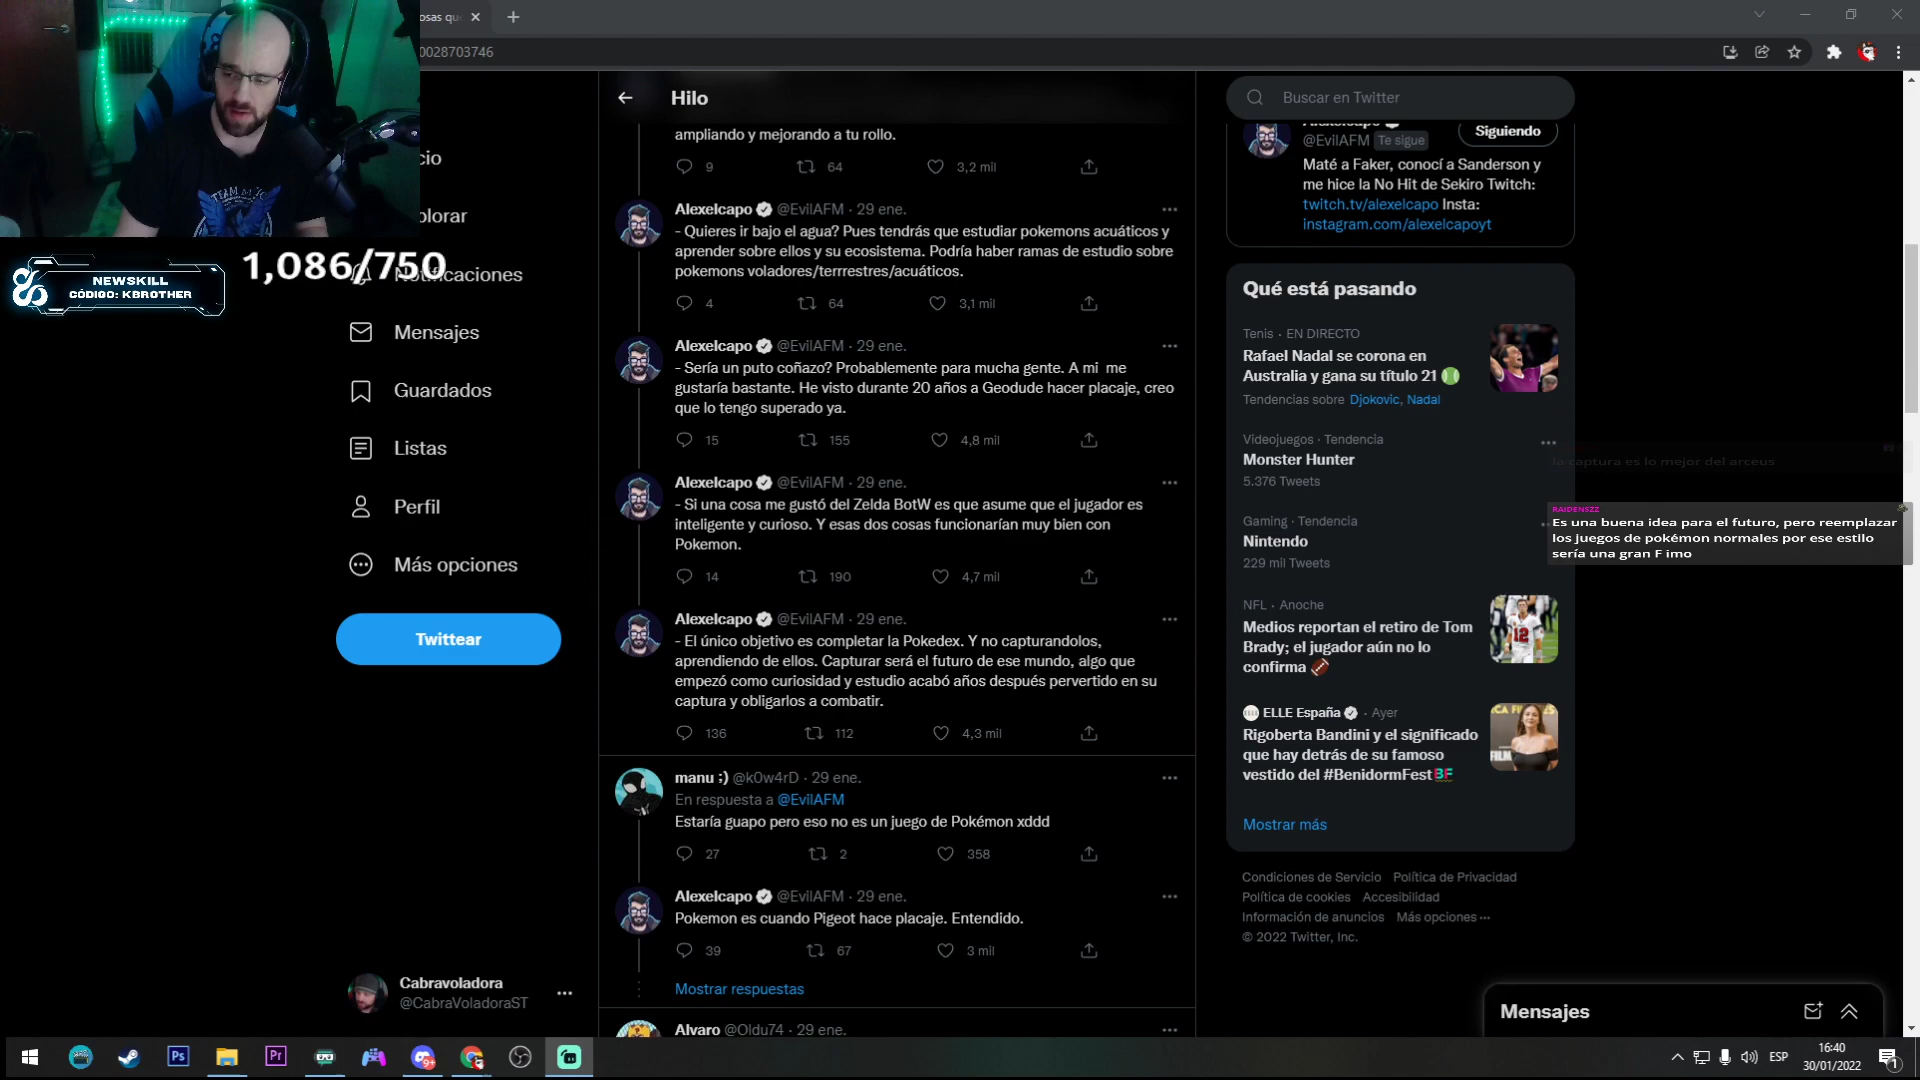 osas qu
0028703746
NEWSKILL
CÓDIGO: KBROTHER
1,086/750
cio
plorar
Notificaciones
Mensajes
Guardados
Listas
Perfil
Más opciones
Twittear
Cabravoladora
@CabraVoladoraST
Hilo
ampliando y mejorando a tu rollo.
9 64 3,2 mil
Alexelcapo @EvilAFM · 29 ene.
- Quieres ir bajo el agua? Pues tendrás que estudiar pokemons acuáticos y
aprender sobre ellos y su ecosistema. Podría haber ramas de estudio sobre
pokemons voladores/terrrestres/acuáticos.
4 64 3,1 mil
Alexelcapo @EvilAFM · 29 ene.
- Sería un puto coñazo? Probablemente para mucha gente. A mi me
gustaría bastante. He visto durante 20 años a Geodude hacer placaje, creo
que lo tengo superado ya.
15 155 4,8 mil
Alexelcapo @EvilAFM · 29 ene.
- Si una cosa me gustó del Zelda BotW es que asume que el jugador es
inteligente y curioso. Y esas dos cosas funcionarían muy bien con
Pokemon.
14 190 4,7 mil
Alexelcapo @EvilAFM · 29 ene.
- El único objetivo es completar la Pokedex. Y no capturandolos,
aprendiendo de ellos. Capturar será el futuro de ese mundo, algo que
empezó como curiosidad y estudio acabó años después pervertido en su
captura y obligarlos a combatir.
136 112 4,3 mil
manu ;) @k0w4rD · 29 ene.
En respuesta a @EvilAFM
Estaría guapo pero eso no es un juego de Pokémon xddd
27 2 358
Alexelcapo @EvilAFM · 29 ene.
Pokemon es cuando Pigeot hace placaje. Entendido.
39 67 3 mil
Mostrar respuestas
Alvaro @Oldu74 · 29 ene.
Buscar en Twitter
@EvilAFM Te sigue
Siguiendo
Maté a Faker, conocí a Sanderson y
me hice la No Hit de Sekiro Twitch:
twitch.tv/alexelcapo Insta:
instagram.com/alexelcapoyt
Qué está pasando
Tenis · EN DIRECTO
Rafael Nadal se corona en
Australia y gana su título 21
Tendencias sobre Djokovic, Nadal
Videojuegos · Tendencia
Monster Hunter
5.376 Tweets
Gaming · Tendencia
Nintendo
229 mil Tweets
NFL · Anoche
Medios reportan el retiro de Tom
Brady; el jugador aún no lo
confirma
ELLE España · Ayer
Rigoberta Bandini y el significado
que hay detrás de su famoso
vestido del #BenidormFest BF
Mostrar más
Condiciones de Servicio Política de Privacidad
Política de cookies Accesibilidad
Información de anuncios Más opciones ···
© 2022 Twitter, Inc.
la captura es lo mejor del arceus
RAIDENSZZ
Es una buena idea para el futuro, pero reemplazar
los juegos de pokémon normales por ese estilo
sería una gran F imo
Mensajes
Ps
Pr
9+
ESP
16:40
30/01/2022
1